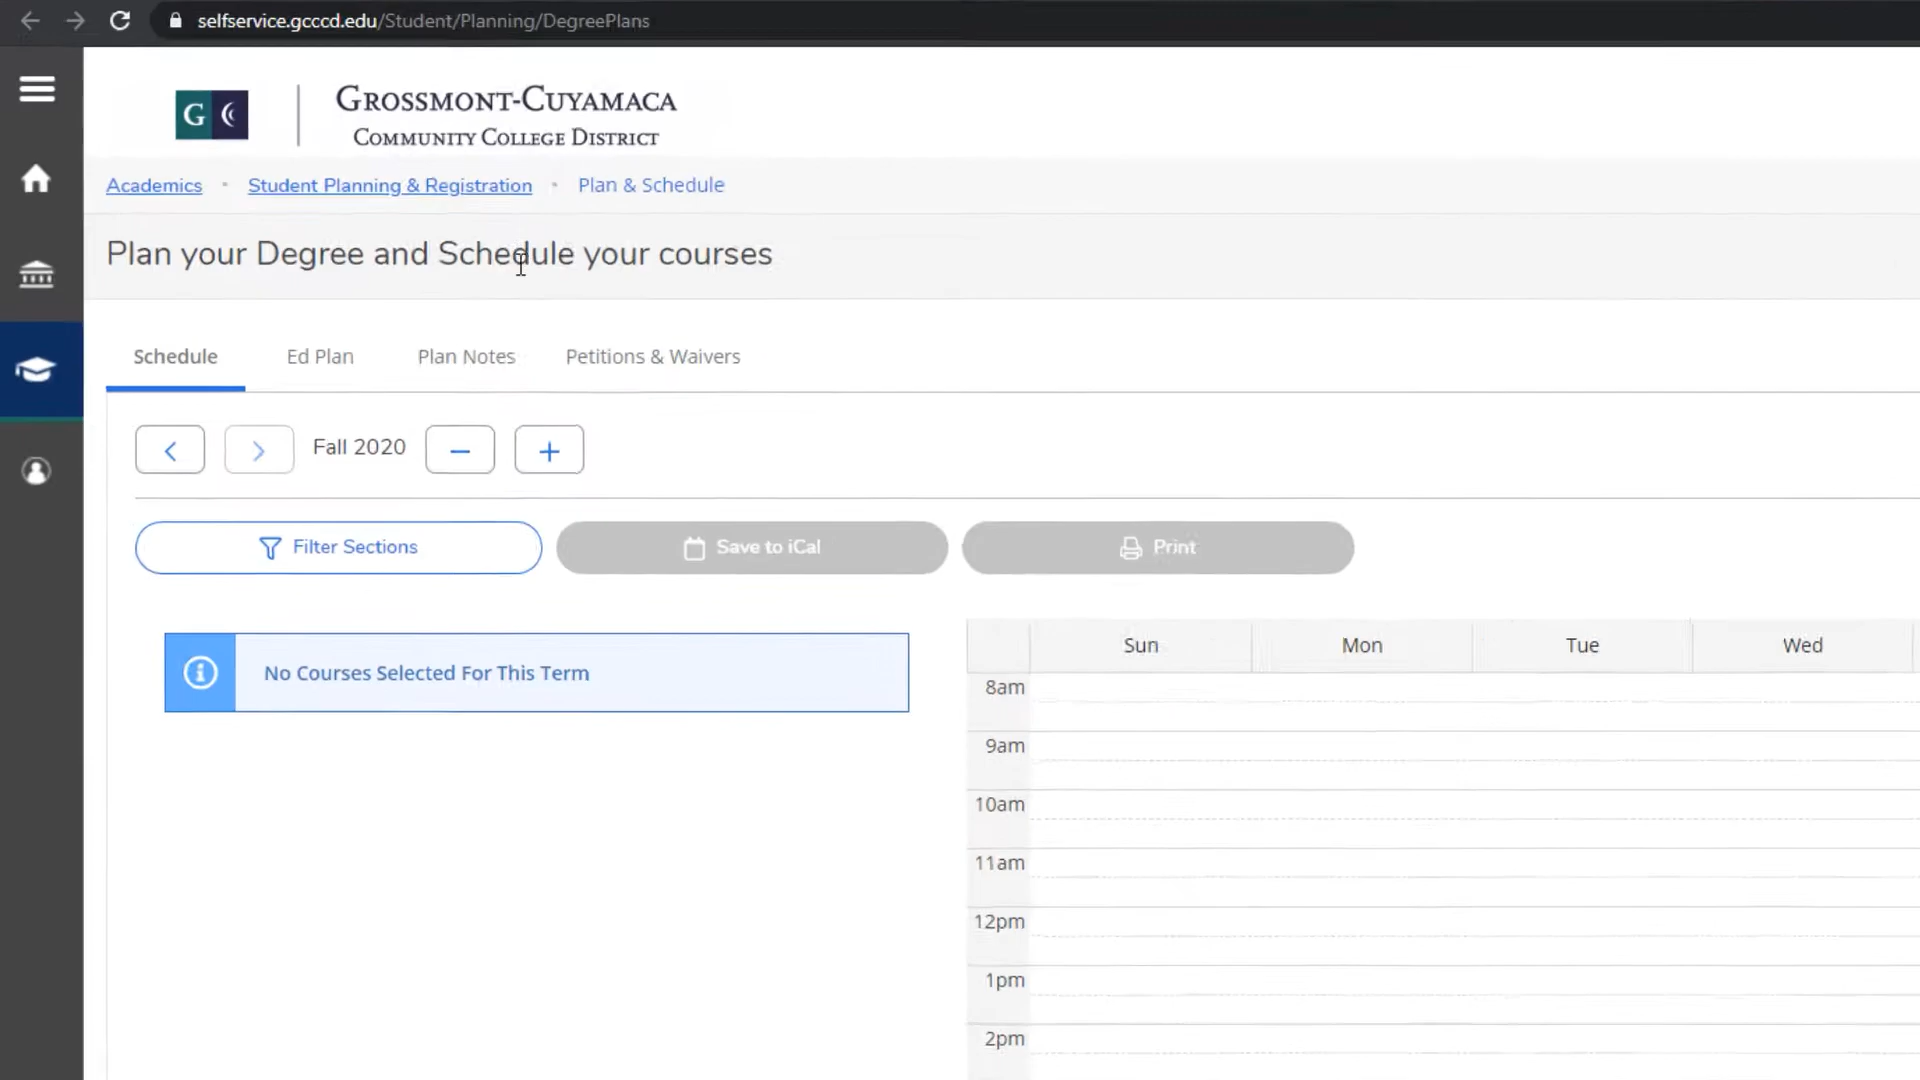 selfservice.gcccd.edu/Student/Planning/DegreePlans
G
GROSSMONT-CUYAMACA
COMMUNITY COLLEGE DISTRICT
Academics • Student Planning & Registration • Plan & Schedule
Plan your Degree and Schedule your courses
Schedule Ed Plan Plan Notes Petitions & Waivers
Fall 2020
Filter Sections Save to iCal Print
No Courses Selected For This Term
Sun Mon Tue Wed
8am
9am
10am
11am
12pm
1pm
2pm